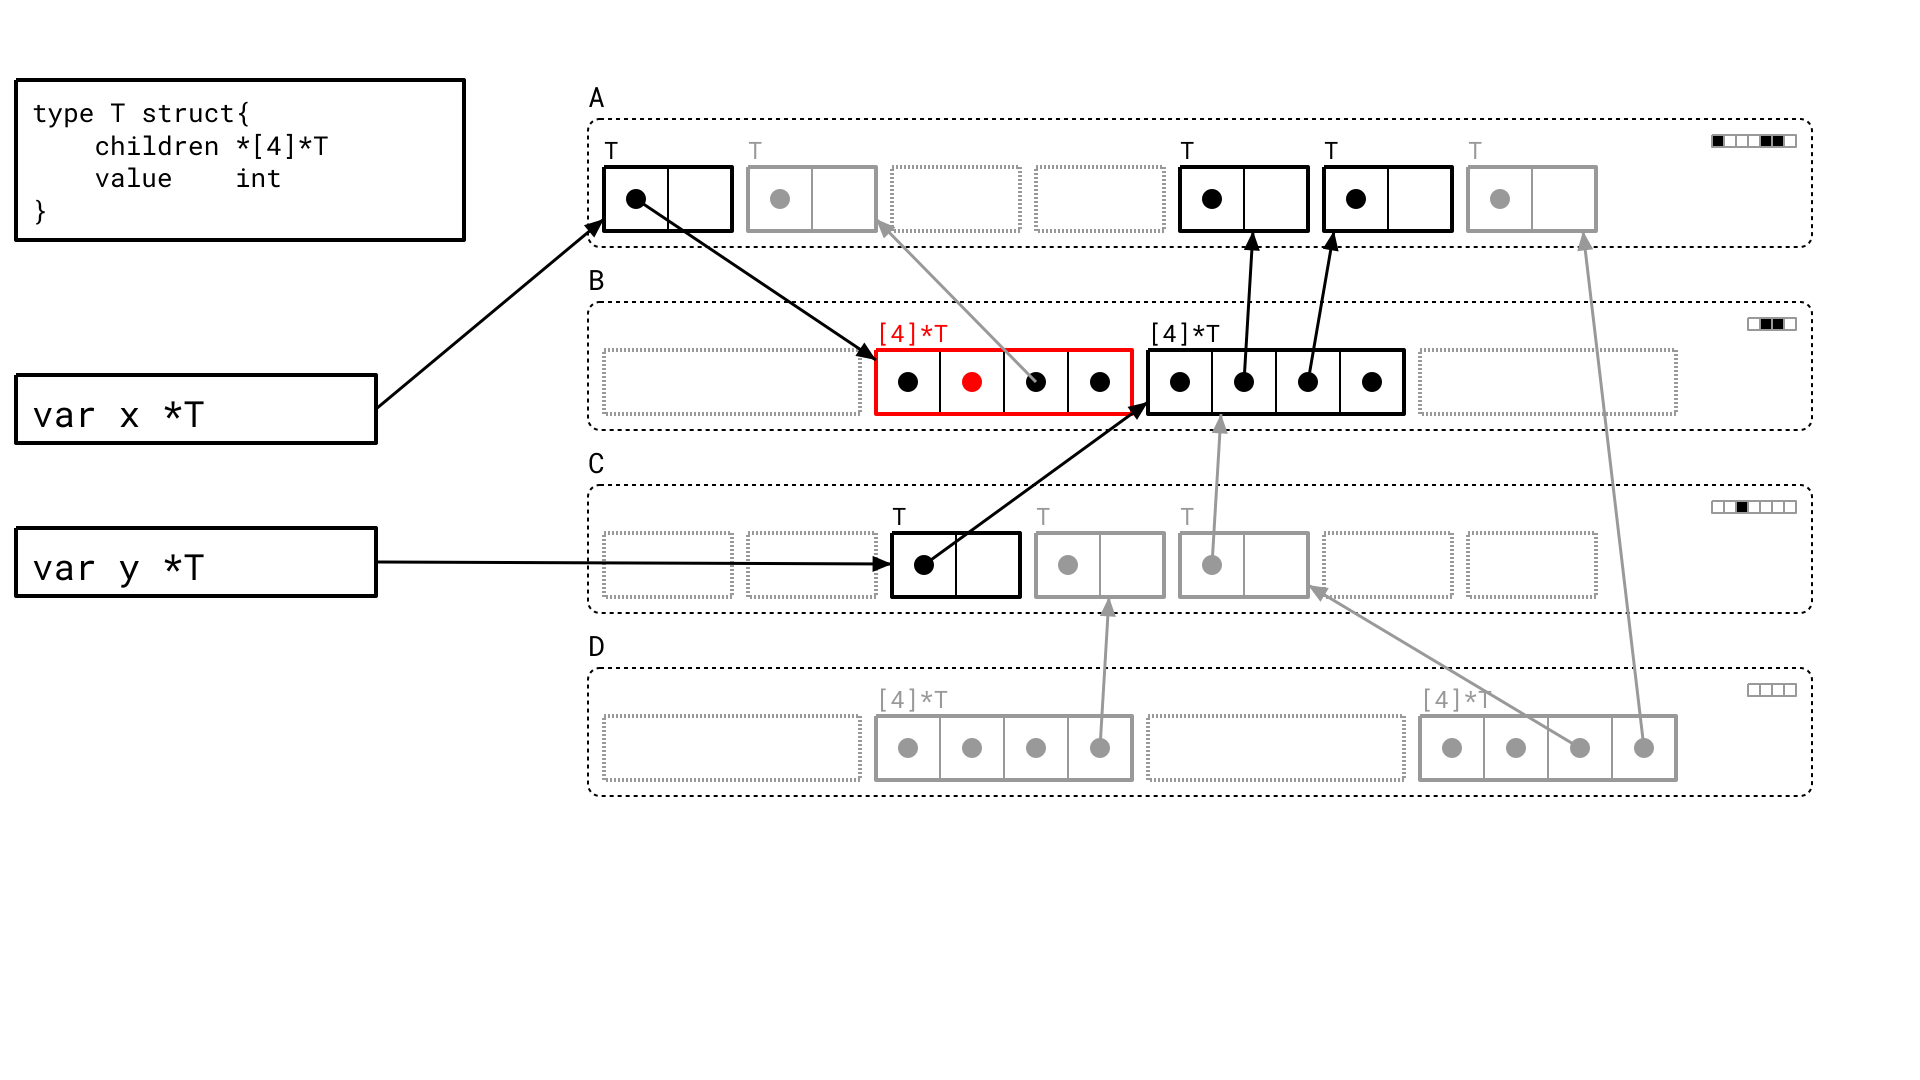 type T struct{
    children *[4]*T
    value    int
}
var x *T
var y *T
A
T T T T T
B
[4]*T [4]*T
C
T T T
D
[4]*T [4]*T